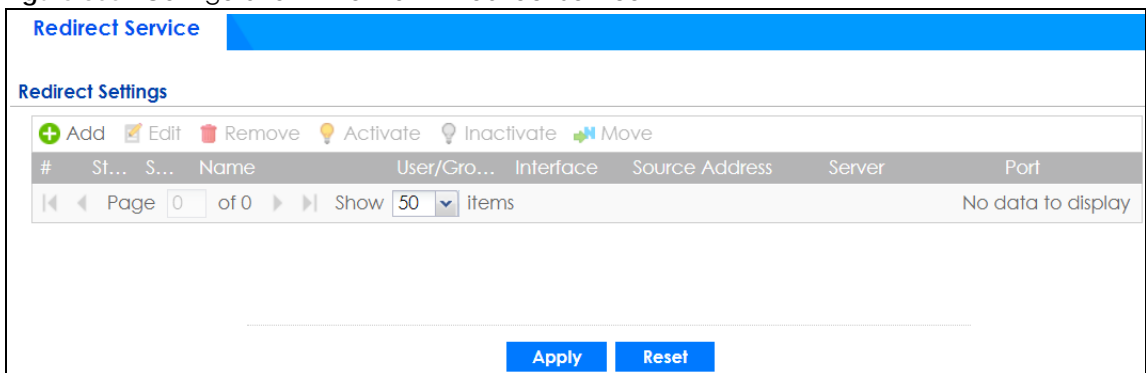 Redirect Service
Redirect Settings
Add Edit Remove Activate Inactivate Move
# St... S... Name User/Gro... Interface Source Address Server Port
Page 0 of 0 Show 50 items No data to display
Apply Reset